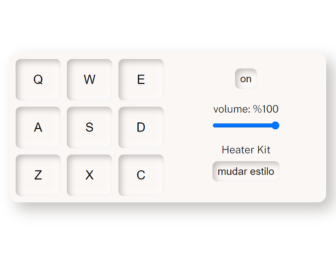 Q W E
on
volume: %100
A S D
Heater Kit
mudar estilo
Z X C